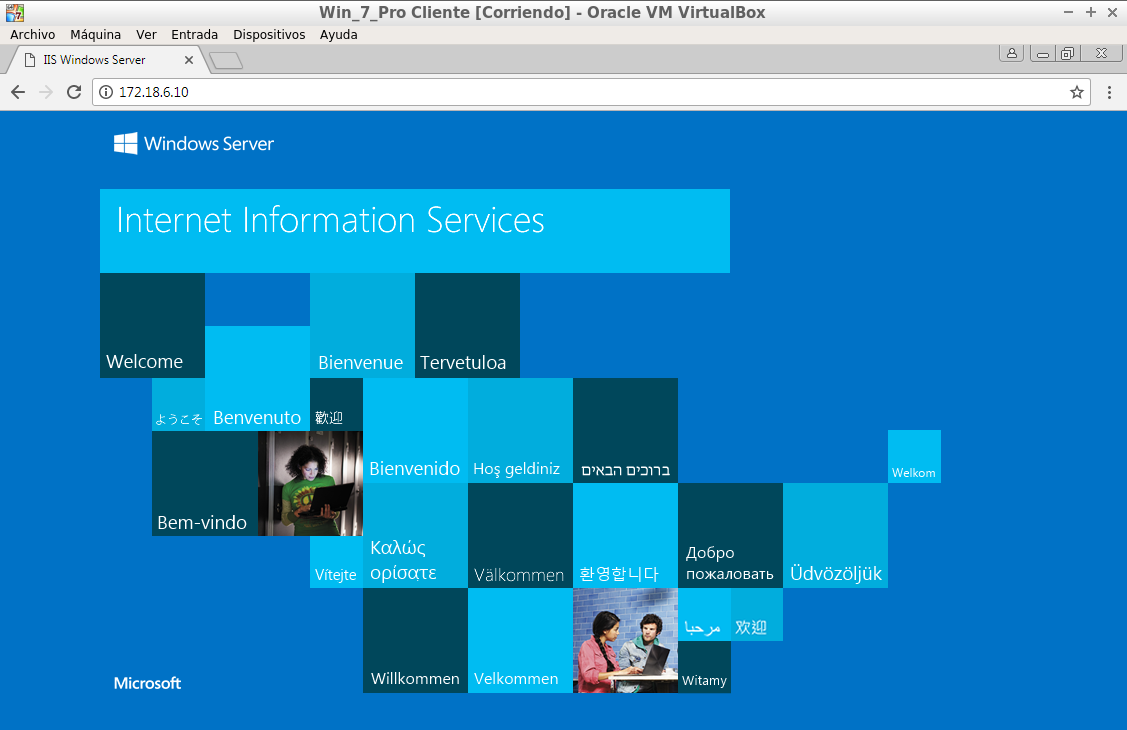 Win_7_Pro Cliente [Corriendo] - Oracle VM VirtualBox
Archivo Máquina Ver Entrada Dispositivos Ayuda
IIS Windows Server
172.18.6.10
Windows Server
Internet Information Services
Welcome
Bienvenue
Tervetuloa
ようこそ
Benvenuto
歡迎
Bienvenido
Hoş geldiniz
ברוכים הבאים
Welkom
Bem-vindo
Vítejte
Καλώς
ορίσατε
Välkommen
환영합니다
Добро
пожаловать
Üdvözöljük
Willkommen
Velkommen
مرحبا
欢迎
Witamy
Microsoft